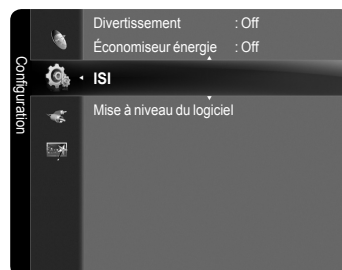 Configuration
Divertissement : Off
Économiseur énergie : Off
ISI
Mise à niveau du logiciel